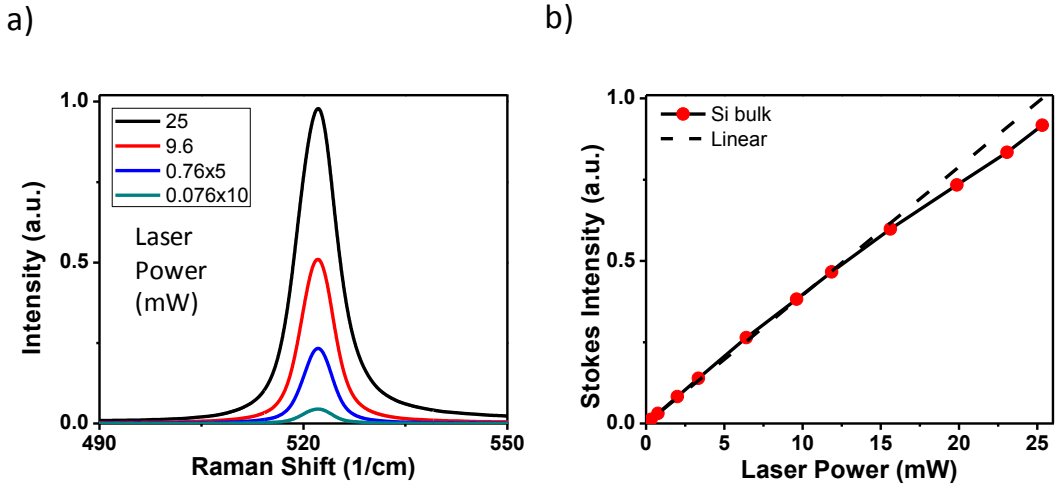 a)
1.0
0.5
0.0
Intensity (a.u.)
25
9.6
0.76x5
0.076x10
Laser
Power
(mW)
490
520
550
Raman Shift (1/cm)
b)
1.0
0.5
0.0
Stokes Intensity (a.u.)
Si bulk
Linear
0
5
10
15
20
25
Laser Power (mW)